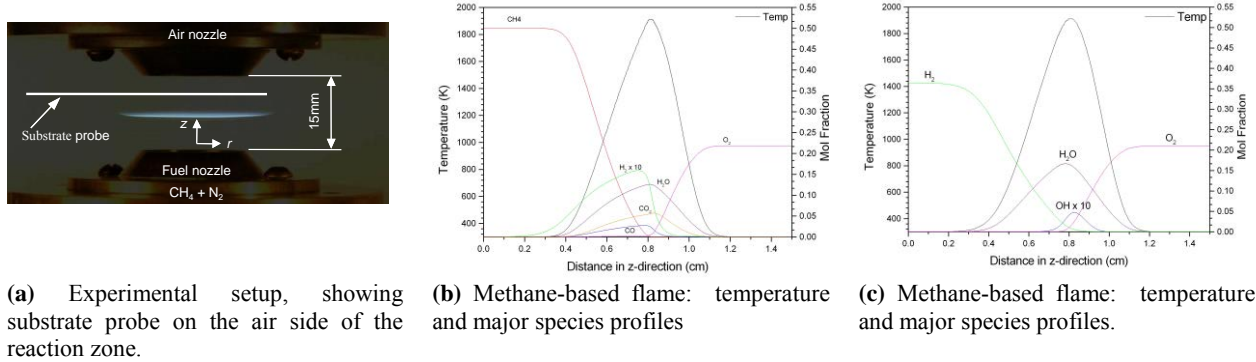 Air nozzle
Substrate probe
z
r
15mm
Fuel nozzle
CH₄ + N₂
CH4
Temp
O₂
H₂ x 10
H₂O
CO₂
CO
Temperature (K)
2000
1800
1600
1400
1200
1000
800
600
400
Mol Fraction
0.55
0.50
0.45
0.40
0.35
0.30
0.25
0.20
0.15
0.10
0.05
0.00
0.0 0.2 0.4 0.6 0.8 1.0 1.2 1.4
Distance in z-direction (cm)
Temp
H₂
O₂
H₂O
OH x 10
Temperature (K)
2000
1800
1600
1400
1200
1000
800
600
400
Mol Fraction
0.55
0.50
0.45
0.40
0.35
0.30
0.25
0.20
0.15
0.10
0.05
0.00
0.0 0.2 0.4 0.6 0.8 1.0 1.2 1.4
Distance in z-direction (cm)
(a) Experimental setup, showing
substrate probe on the air side of the
reaction zone.
(b) Methane-based flame: temperature
and major species profiles
(c) Methane-based flame: temperature
and major species profiles.